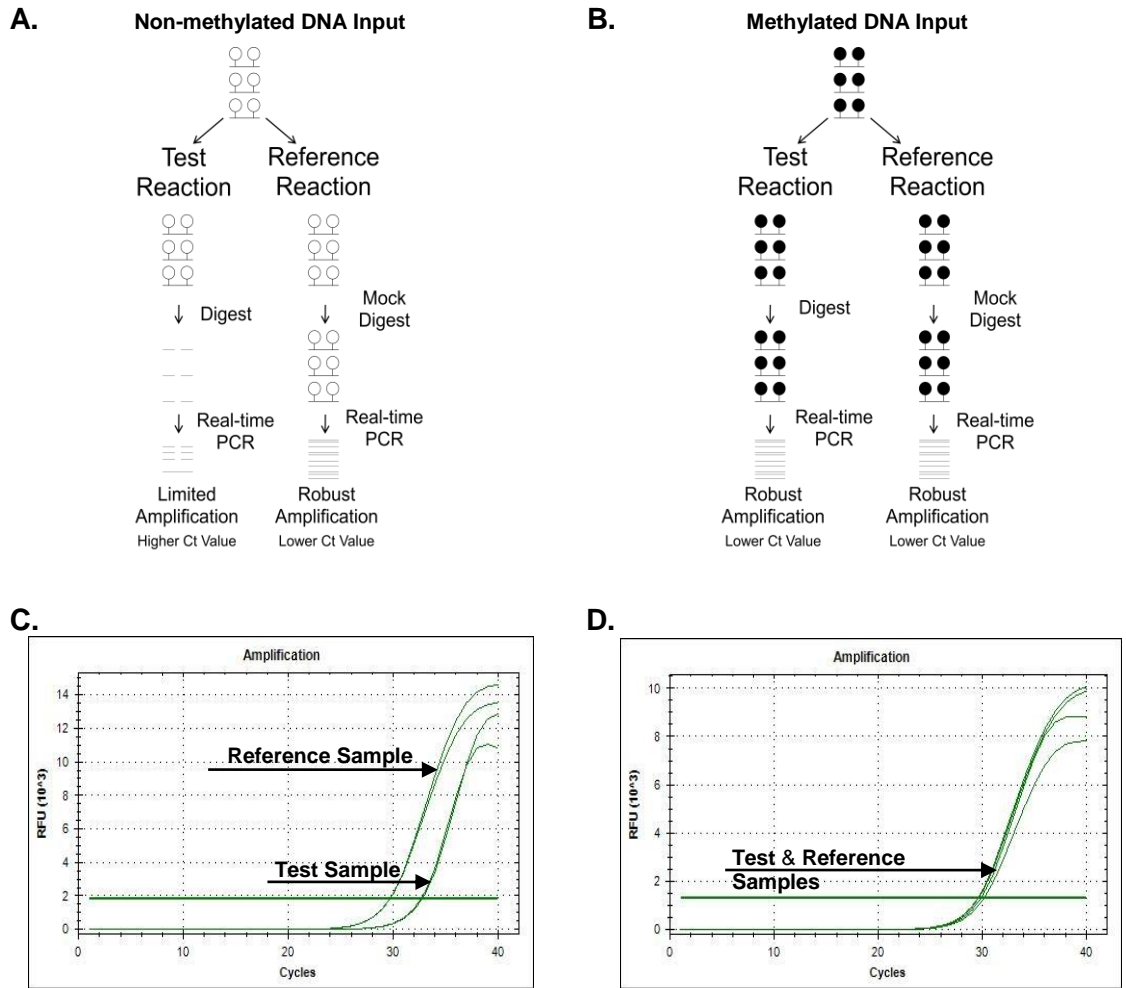 A.
Non-methylated DNA Input
Test
Reaction
Reference
Reaction
Digest
Mock
Digest
Real-time
PCR
Real-time
PCR
Limited
Amplification
Higher Ct Value
Robust
Amplification
Lower Ct Value
B.
Methylated DNA Input
Test
Reaction
Reference
Reaction
Digest
Mock
Digest
Real-time
PCR
Real-time
PCR
Robust
Amplification
Lower Ct Value
Robust
Amplification
Lower Ct Value
C.
Amplification
RFU (10^3)
14
12
10
8
6
4
2
0
Reference Sample
Test Sample
0 10 20 30 40
Cycles
D.
Amplification
RFU (10^3)
10
8
6
4
2
0
Test & Reference
Samples
0 10 20 30 40
Cycles